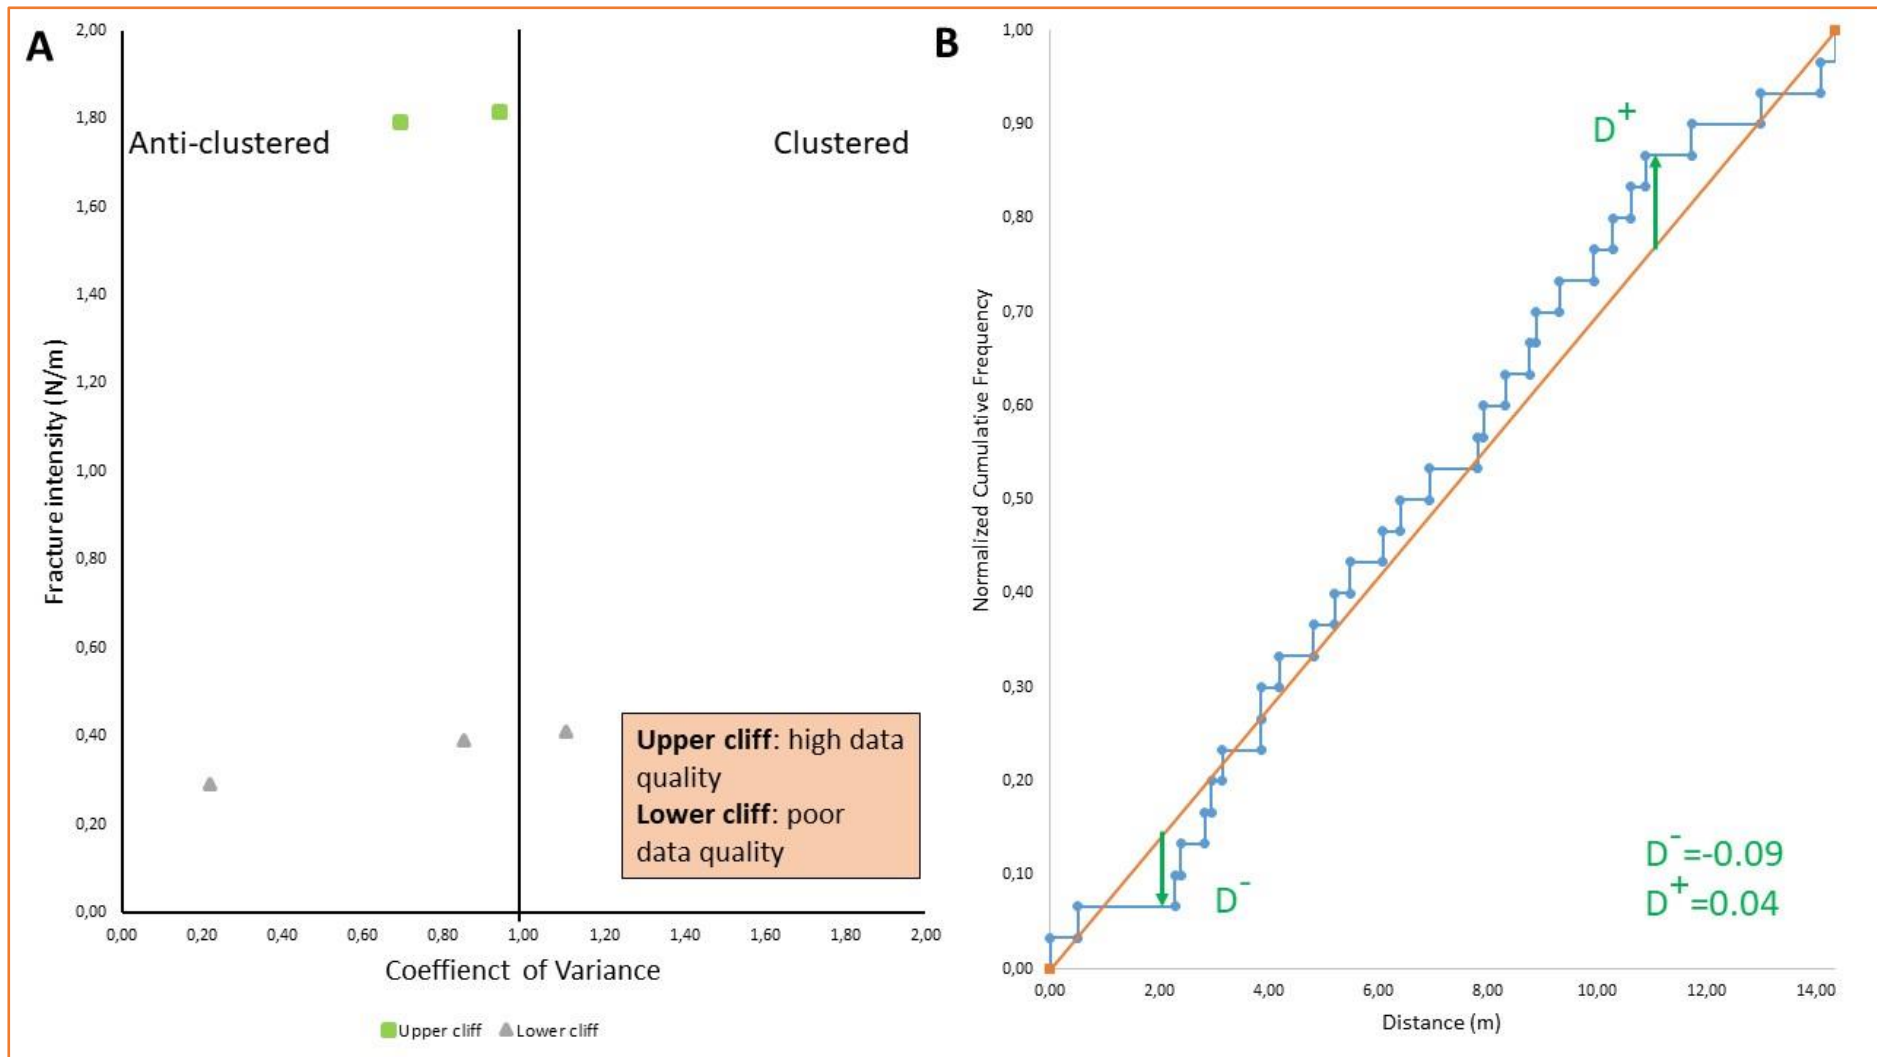 A
2,00
1,80
1,60
1,40
1,20
1,00
0,80
0,60
0,40
0,20
0,00
Fracture intensity (N/m)
Anti-clustered
Clustered
Upper cliff: high data
quality
Lower cliff: poor
data quality
0,00 0,20 0,40 0,60 0,80 1,00 1,20 1,40 1,60 1,80 2,00
Coeffienct of Variance
Upper cliff Lower cliff
B
1,00
0,90
0,80
0,70
0,60
0,50
0,40
0,30
0,20
0,10
0,00
Normalized Cumulative Frequency
D+
D-
D-=-0.09
D+=0.04
0,00 2,00 4,00 6,00 8,00 10,00 12,00 14,00
Distance (m)